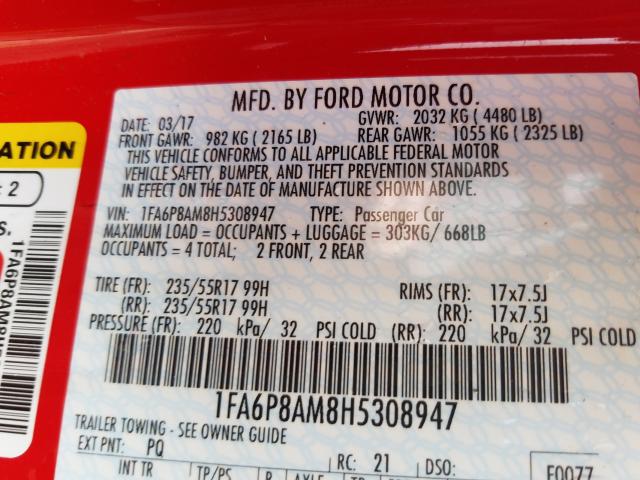 MFD. BY FORD MOTOR CO.
DATE: 03/17 GVWR: 2032 KG ( 4480 LB)
FRONT GAWR: 982 KG ( 2165 LB) REAR GAWR: 1055 KG ( 2325 LB)
THIS VEHICLE CONFORMS TO ALL APPLICABLE FEDERAL MOTOR
VEHICLE SAFETY, BUMPER, AND THEFT PREVENTION STANDARDS
IN EFFECT ON THE DATE OF MANUFACTURE SHOWN ABOVE.
VIN: 1FA6P8AM8H5308947 TYPE: Passenger Car
MAXIMUM LOAD = OCCUPANTS + LUGGAGE = 303KG/ 668LB
OCCUPANTS = 4 TOTAL; 2 FRONT, 2 REAR
TIRE (FR): 235/55R17 99H RIMS (FR): 17x7.5J
(RR): 235/55R17 99H (RR): 17x7.5J
PRESSURE (FR): 220 kPa/ 32 PSI COLD (RR): 220 kPa/ 32 PSI COLD
1FA6P8AM8H5308947
TRAILER TOWING - SEE OWNER GUIDE
EXT PNT: PQ RC: 21 DSO: F0077
INT TR TP/PS R AXLE TR
ATION
: 2
S.
1FA6P8AM8H5